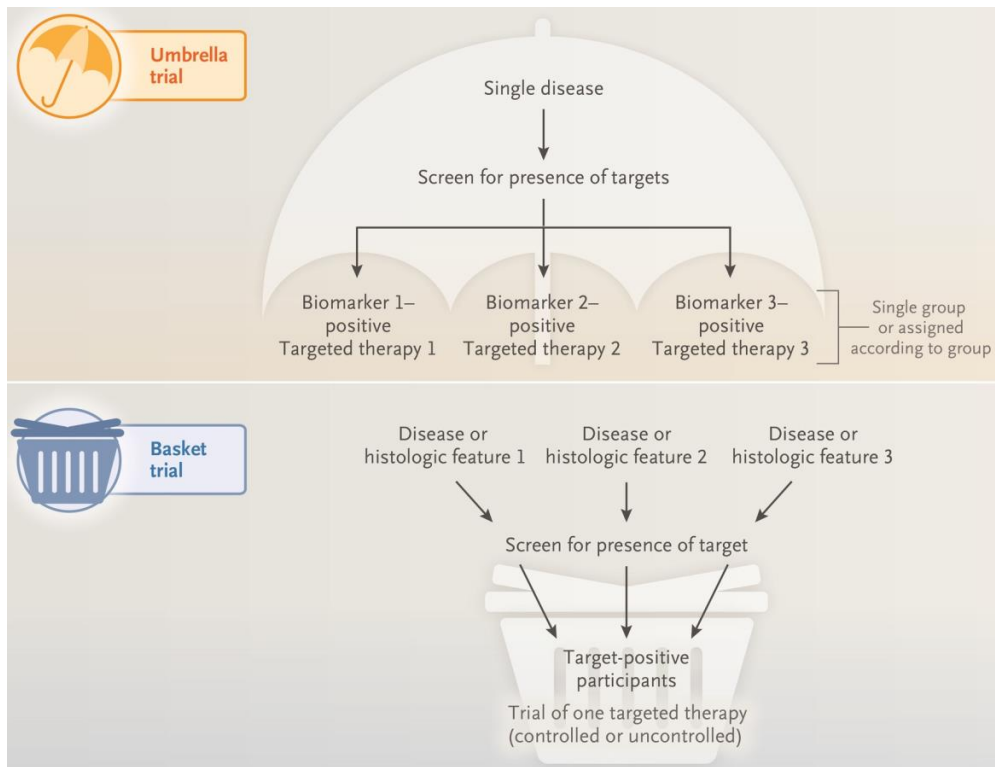 Umbrella
trial
Single disease
Screen for presence of targets
Biomarker 1–
positive
Targeted therapy 1
Biomarker 2–
positive
Targeted therapy 2
Biomarker 3–
positive
Targeted therapy 3
Single group
or assigned
according to group
Basket
trial
Disease or
histologic feature 1
Disease or
histologic feature 2
Disease or
histologic feature 3
Screen for presence of target
Target-positive
participants
Trial of one targeted therapy
(controlled or uncontrolled)